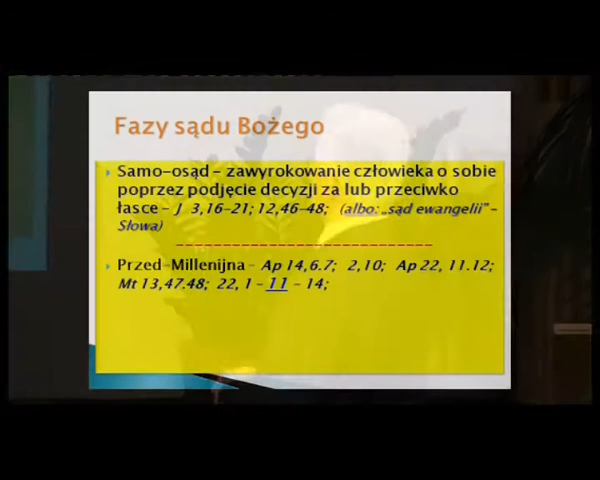 Fazy sądu Bożego
Samo-osąd – zawyrokowanie człowieka o sobie
poprzez podjęcie decyzji za lub przeciwko
łasce – J 3,16-21; 12,46-48; (albo: „sąd ewangelii” –
Słowa)
Przed-Millenijna – Ap 14,6.7; 2,10; Ap 22, 11.12;
Mt 13,47.48; 22, 1 – 11 – 14;